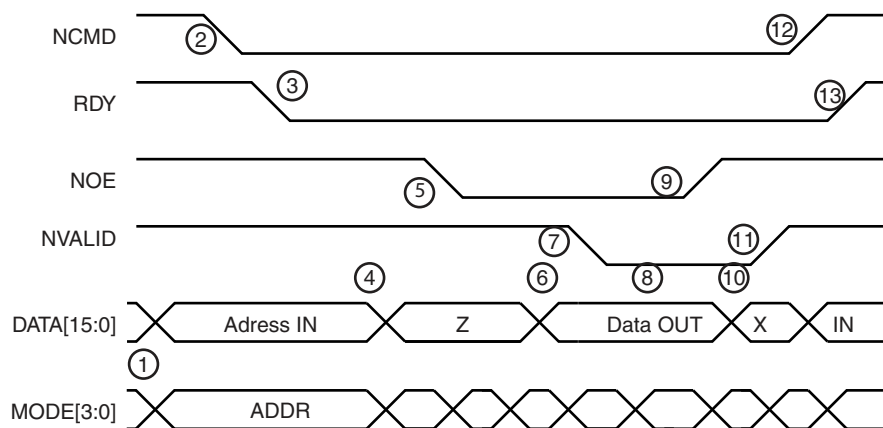 NCMD
2
12
RDY
3
13
NOE
5
9
NVALID
7
11
4
6
8
10
DATA[15:0]
Adress IN
Z
Data OUT
X
IN
1
MODE[3:0]
ADDR